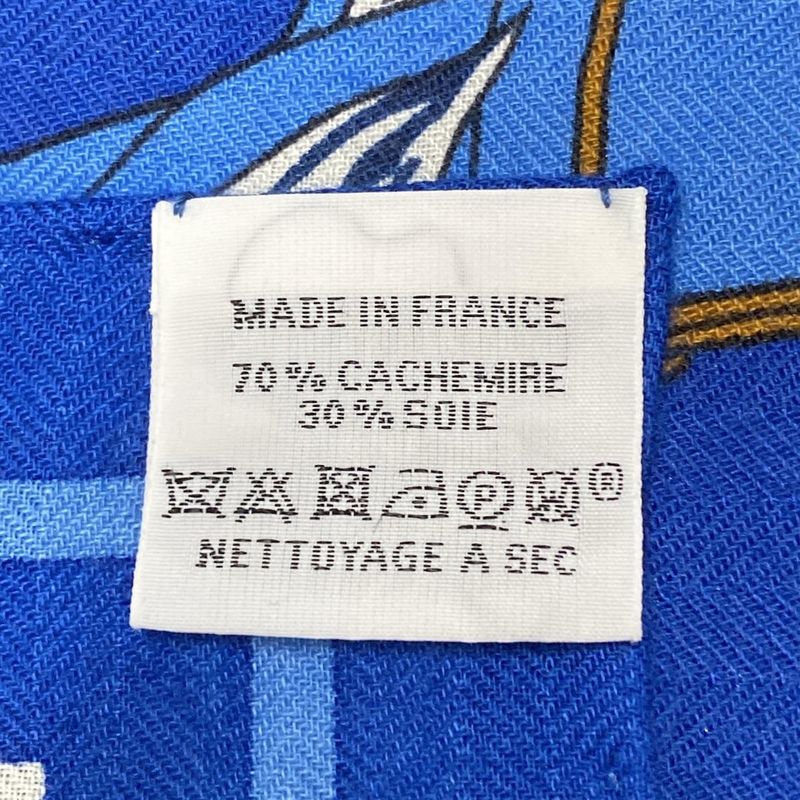 MADE IN FRANCE
70% CACHEMIRE
30% SOIE
P W ®
NETTOYAGE A SEC